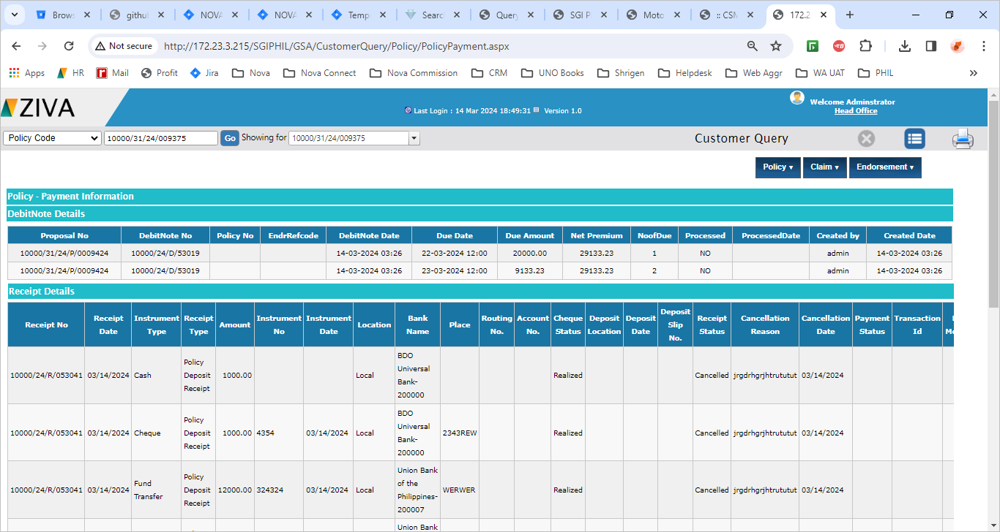 Brows
githul
NOVA
NOVA
Temp
Searc
Query
SGI P
Moto
:: CSM
172.2
Not secure
http://172.23.3.215/SGIPHIL/GSA/CustomerQuery/Policy/PolicyPayment.aspx
Apps HR Mail Profit Jira Nova Nova Connect Nova Commission CRM UNO Books Shrigen Helpdesk Web Aggr WA UAT PHIL
ZIVA
Last Login : 14 Mar 2024 18:49:31 Version 1.0
Welcome Adminstrator
Head Office
Policy Code 10000/31/24/009375 Go Showing for 10000/31/24/009375 Customer Query
Policy Claim Endorsement
Policy - Payment Information
DebitNote Details
Proposal No DebitNote No Policy No EndrRefcode DebitNote Date Due Date Due Amount Net Premium NoofDue Processed ProcessedDate Created by Created Date
10000/31/24/P/0009424 10000/24/D/53019 14-03-2024 03:26 22-03-2024 12:00 20000.00 29133.23 1 NO admin 14-03-2024 03:26
10000/31/24/P/0009424 10000/24/D/53019 14-03-2024 03:26 23-03-2024 12:00 9133.23 29133.23 2 NO admin 14-03-2024 03:26
Receipt Details
Receipt No Receipt Date Instrument Type Receipt Type Amount Instrument No Instrument Date Location Bank Name Place Routing No. Account No. Cheque Status Deposit Location Deposit Date Deposit Slip No. Receipt Status Cancellation Reason Cancellation Date Payment Status Transaction Id
10000/24/R/053041 03/14/2024 Cash Policy Deposit Receipt 1000.00 Local BDO Universal Bank-200000 Realized Cancelled jrgdrhgrjhtrututut 03/14/2024
10000/24/R/053041 03/14/2024 Cheque Policy Deposit Receipt 1000.00 4354 03/14/2024 Local BDO Universal Bank-200000 2343REW Realized Cancelled jrgdrhgrjhtrututut 03/14/2024
10000/24/R/053041 03/14/2024 Fund Transfer Policy Deposit Receipt 12000.00 324324 03/14/2024 Local Union Bank of the Philippines-200007 WERWER Realized Cancelled jrgdrhgrjhtrututut 03/14/2024
Union Bank